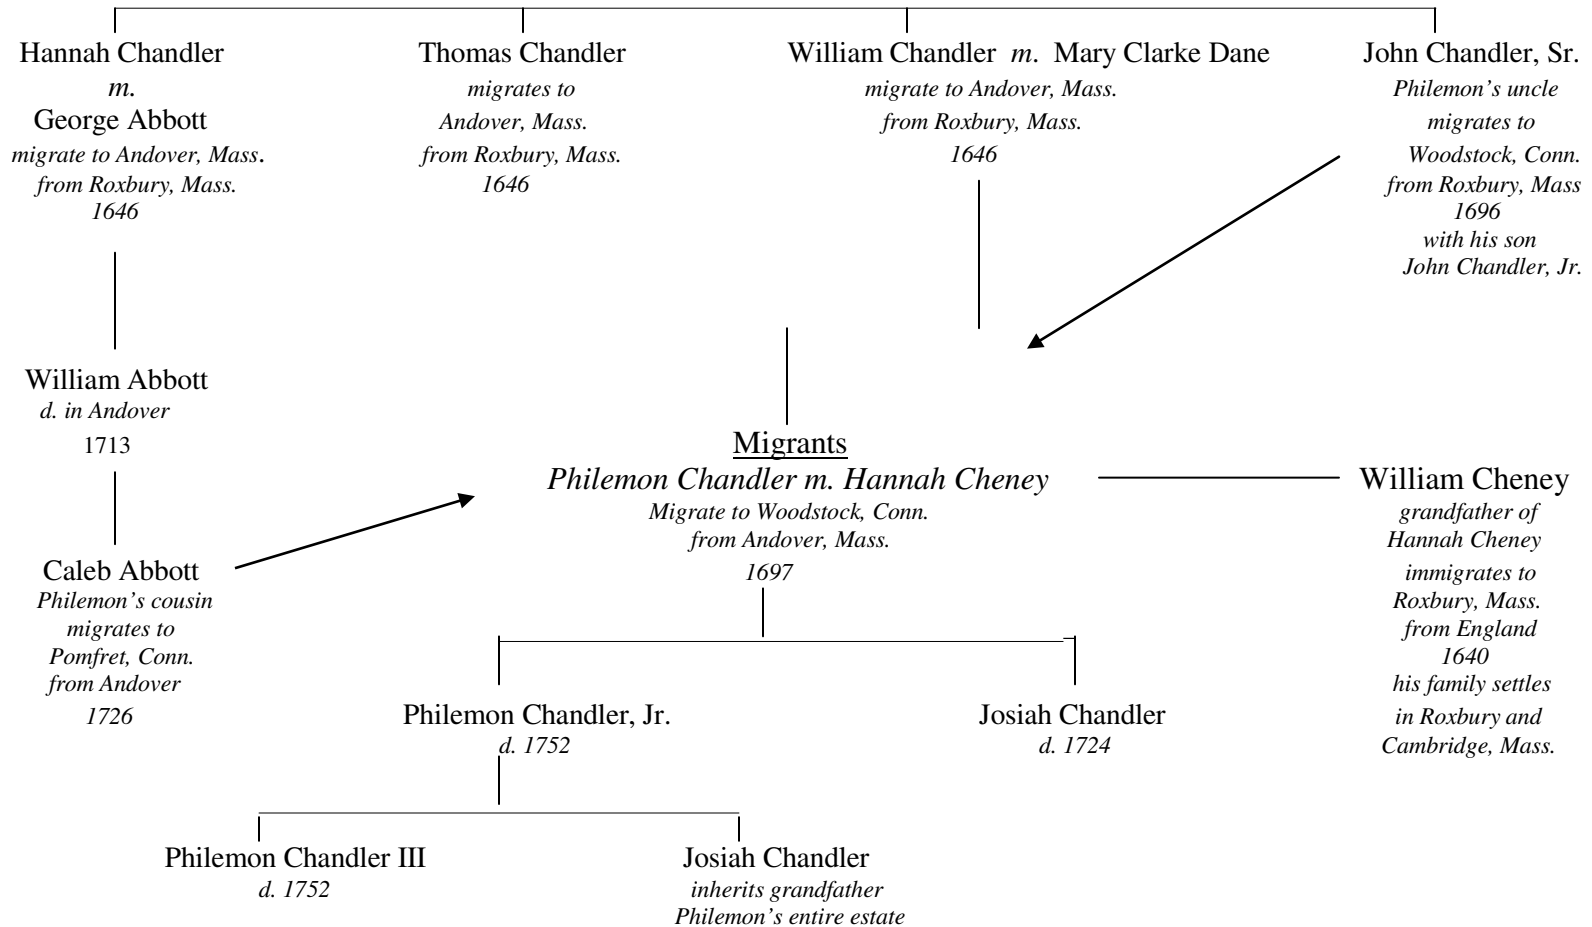 Hannah Chandler
m.
George Abbott
migrate to Andover, Mass.
from Roxbury, Mass.
1646
Thomas Chandler
migrates to
Andover, Mass.
from Roxbury, Mass.
1646
William Chandler m. Mary Clarke Dane
migrate to Andover, Mass.
from Roxbury, Mass.
1646
John Chandler, Sr.
Philemon's uncle
migrates to
Woodstock, Conn.
from Roxbury, Mass
1696
with his son
John Chandler, Jr.
William Abbott
d. in Andover
1713
Migrants
Philemon Chandler m. Hannah Cheney
Migrate to Woodstock, Conn.
from Andover, Mass.
1697
William Cheney
grandfather of
Hannah Cheney
immigrates to
Roxbury, Mass.
from England
1640
his family settles
in Roxbury and
Cambridge, Mass.
Caleb Abbott
Philemon's cousin
migrates to
Pomfret, Conn.
from Andover
1726
Philemon Chandler, Jr.
d. 1752
Josiah Chandler
d. 1724
Philemon Chandler III
d. 1752
Josiah Chandler
inherits grandfather
Philemon's entire estate